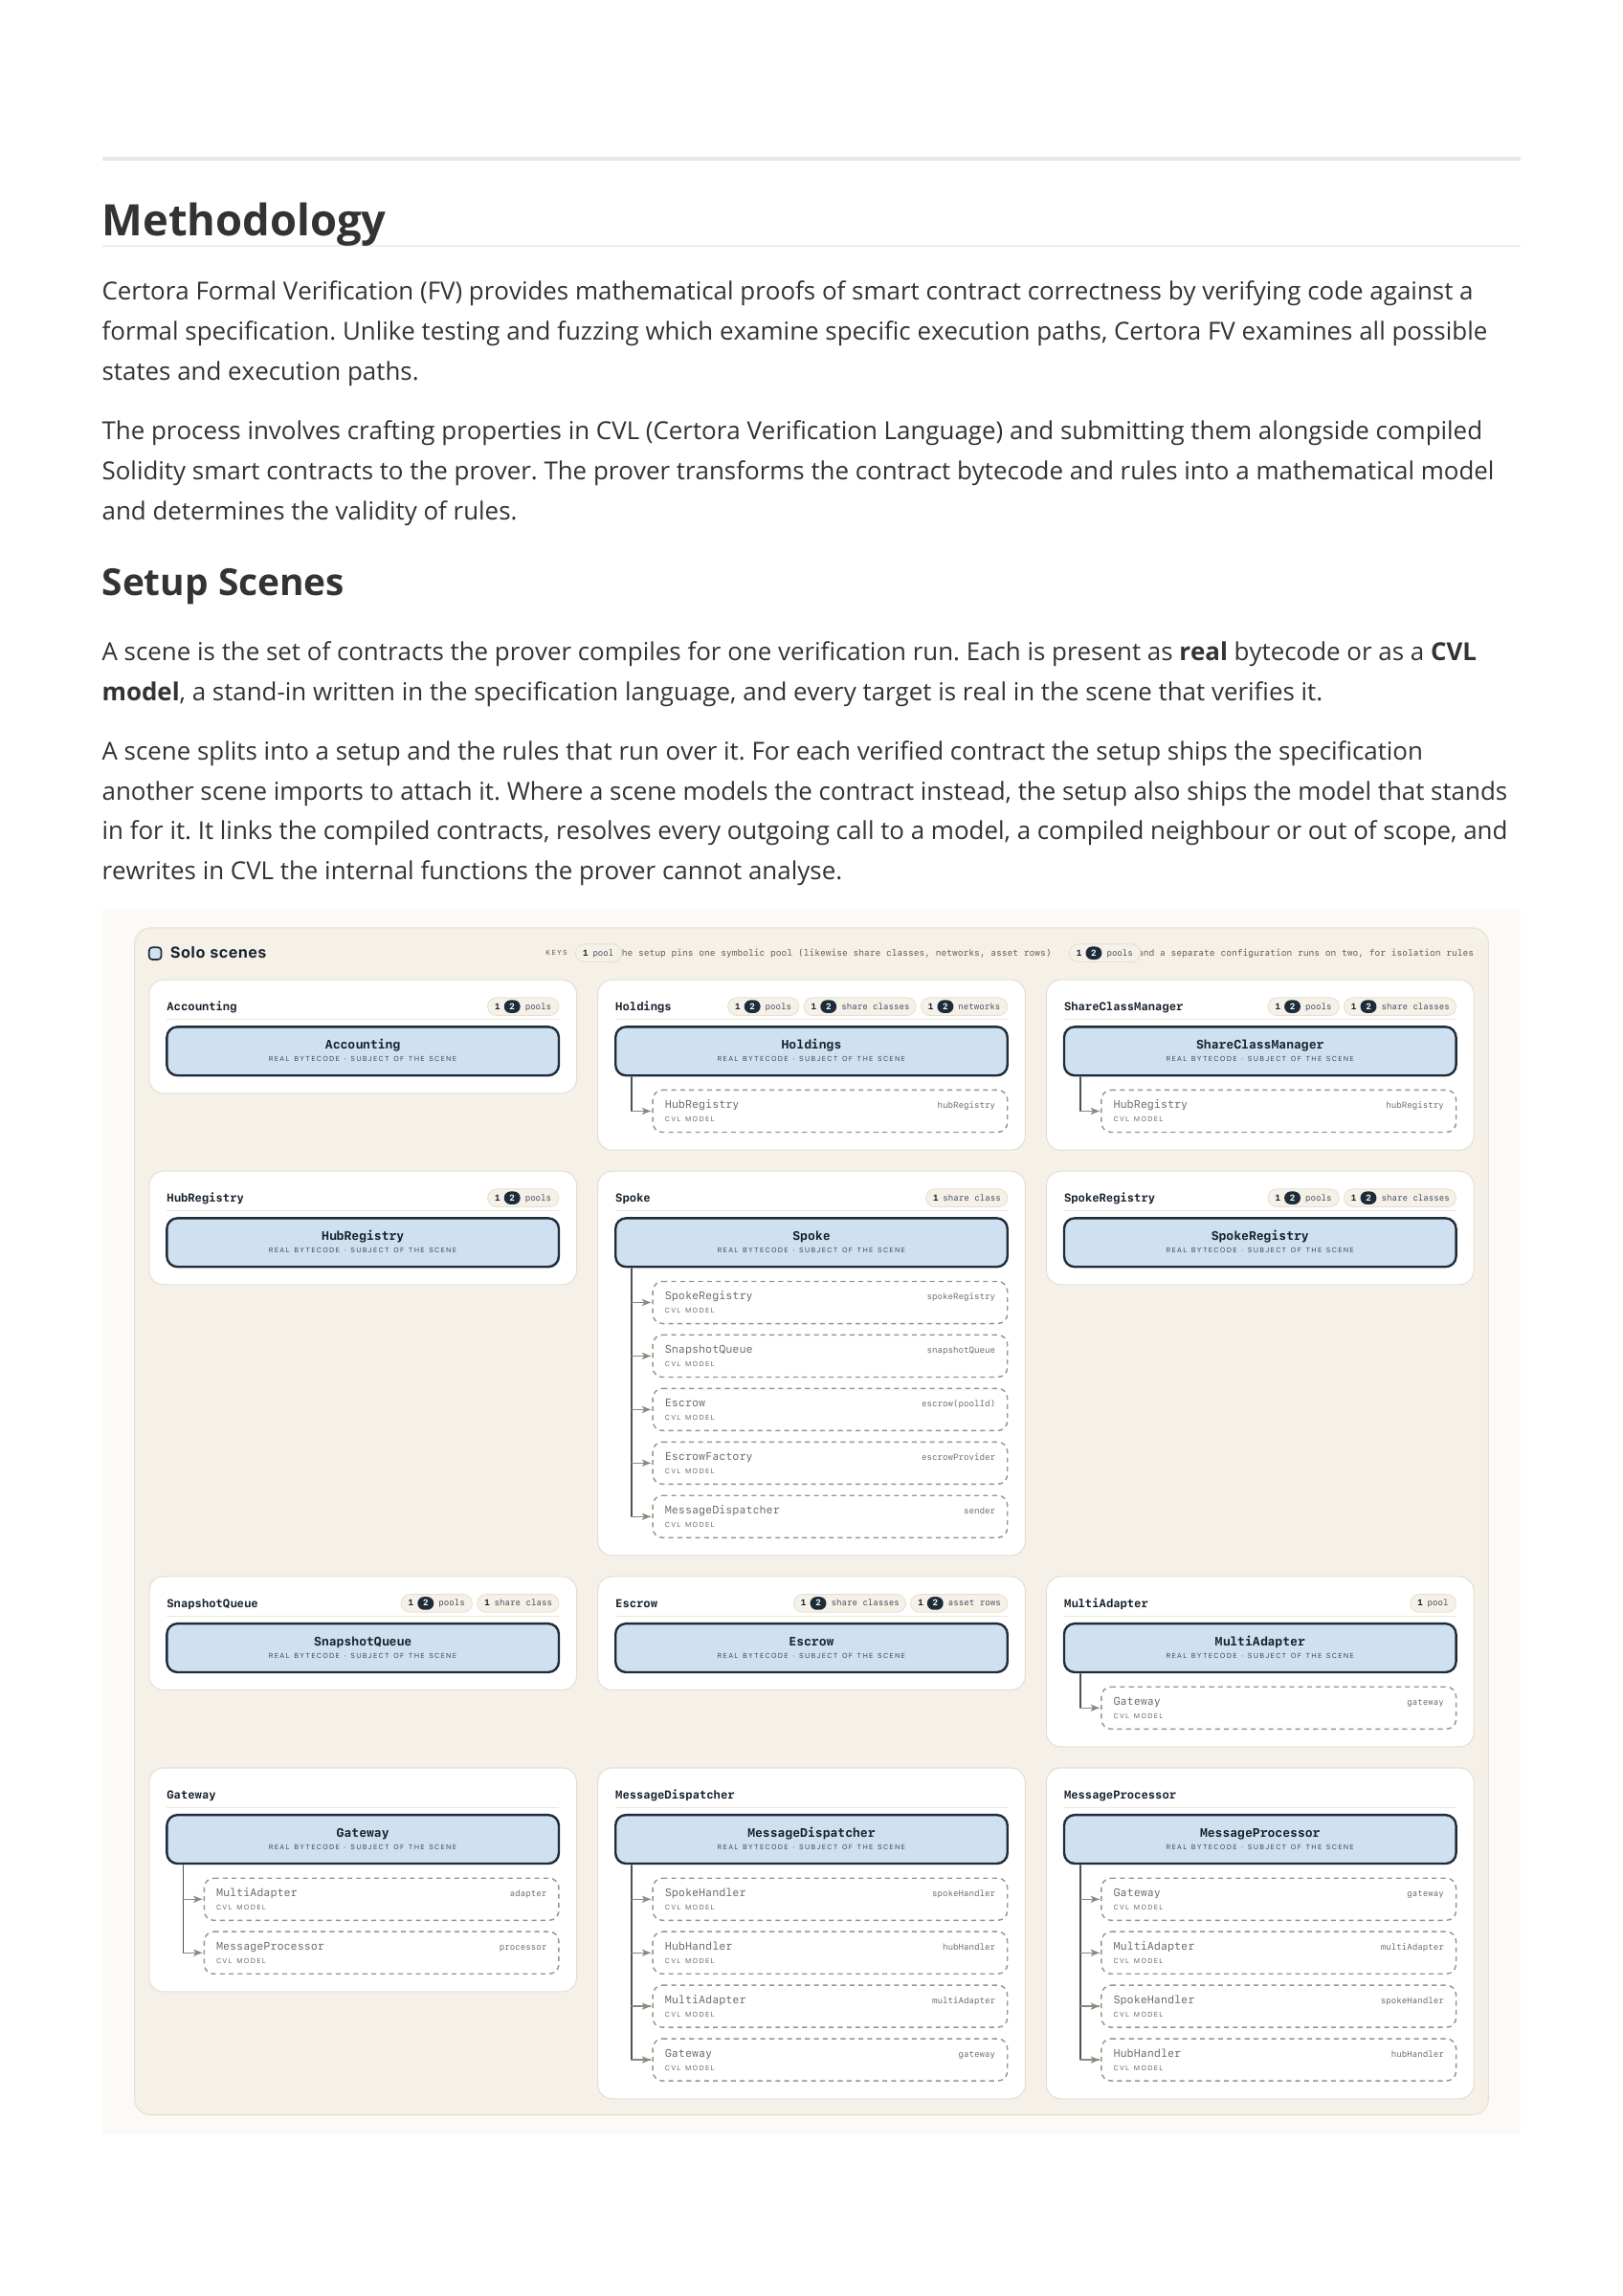 Methodology
Certora Formal Verification (FV) provides mathematical proofs of smart contract correctness by verifying code against a
formal specification. Unlike testing and fuzzing which examine specific execution paths, Certora FV examines all possible
states and execution paths.
The process involves crafting properties in CVL (Certora Verification Language) and submitting them alongside compiled
Solidity smart contracts to the prover. The prover transforms the contract bytecode and rules into a mathematical model
and determines the validity of rules.
Setup Scenes
A scene is the set of contracts the prover compiles for one verification run. Each is present as real bytecode or as a CVL
model, a stand-in written in the specification language, and every target is real in the scene that verifies it.
A scene splits into a setup and the rules that run over it. For each verified contract the setup ships the specification
another scene imports to attach it. Where a scene models the contract instead, the setup also ships the model that stands
in for it. It links the compiled contracts, resolves every outgoing call to a model, a compiled neighbour or out of scope, and
rewrites in CVL the internal functions the prover cannot analyse.
Solo scenes KEYS 1 pool he setup pins one symbolic pool (likewise share classes, networks, asset rows) 1 2 pools and a separate configuration runs on two, for isolation rules
Accounting 1 2 pools
Accounting
REAL BYTECODE · SUBJECT OF THE SCENE
Holdings 1 2 pools 1 2 share classes 1 2 networks
Holdings
REAL BYTECODE · SUBJECT OF THE SCENE
HubRegistry hubRegistry
CVL MODEL
ShareClassManager 1 2 pools 1 2 share classes
ShareClassManager
REAL BYTECODE · SUBJECT OF THE SCENE
HubRegistry hubRegistry
CVL MODEL
HubRegistry 1 2 pools
HubRegistry
REAL BYTECODE · SUBJECT OF THE SCENE
Spoke 1 share class
Spoke
REAL BYTECODE · SUBJECT OF THE SCENE
SpokeRegistry spokeRegistry
CVL MODEL
SnapshotQueue snapshotQueue
CVL MODEL
Escrow escrow(poolId)
CVL MODEL
EscrowFactory escrowProvider
CVL MODEL
MessageDispatcher sender
CVL MODEL
SpokeRegistry 1 2 pools 1 2 share classes
SpokeRegistry
REAL BYTECODE · SUBJECT OF THE SCENE
SnapshotQueue 1 2 pools 1 share class
SnapshotQueue
REAL BYTECODE · SUBJECT OF THE SCENE
Escrow 1 2 share classes 1 2 asset rows
Escrow
REAL BYTECODE · SUBJECT OF THE SCENE
MultiAdapter 1 pool
MultiAdapter
REAL BYTECODE · SUBJECT OF THE SCENE
Gateway gateway
CVL MODEL
Gateway
Gateway
REAL BYTECODE · SUBJECT OF THE SCENE
MultiAdapter adapter
CVL MODEL
MessageProcessor processor
CVL MODEL
MessageDispatcher
MessageDispatcher
REAL BYTECODE · SUBJECT OF THE SCENE
SpokeHandler spokeHandler
CVL MODEL
HubHandler hubHandler
CVL MODEL
MultiAdapter multiAdapter
CVL MODEL
Gateway gateway
CVL MODEL
MessageProcessor
MessageProcessor
REAL BYTECODE · SUBJECT OF THE SCENE
Gateway gateway
CVL MODEL
MultiAdapter multiAdapter
CVL MODEL
SpokeHandler spokeHandler
CVL MODEL
HubHandler hubHandler
CVL MODEL